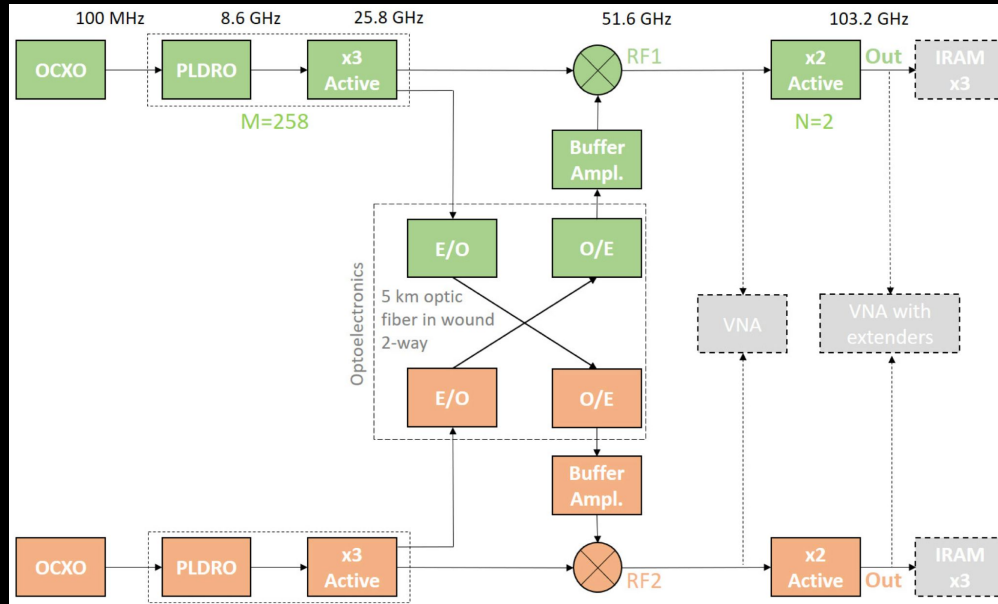 100 MHz
8.6 GHz
25.8 GHz
51.6 GHz
103.2 GHz
OCXO
PLDRO
x3
Active
RF1
x2
Active
Out
IRAM
x3
M=258
N=2
Buffer
Ampl.
E/O
O/E
Optoelectronics
5 km optic
fiber in wound
2-way
VNA
VNA with
extenders
E/O
O/E
Buffer
Ampl.
OCXO
PLDRO
x3
Active
RF2
x2
Active
Out
IRAM
x3